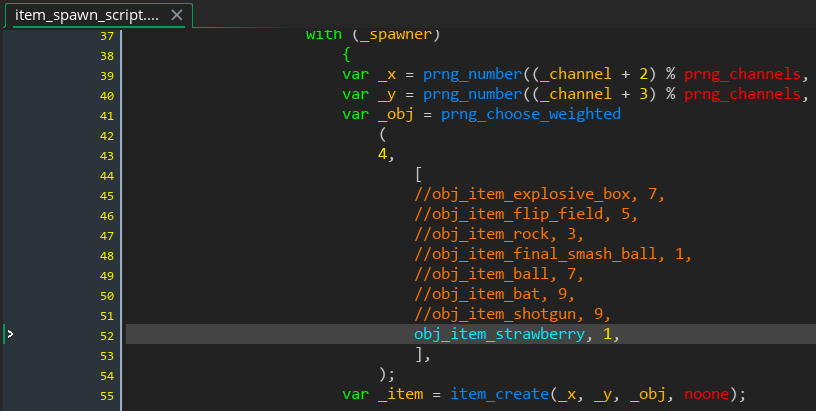 item_spawn_script....
37 with (_spawner)
38 {
39 var _x = prng_number((_channel + 2) % prng_channels,
40 var _y = prng_number((_channel + 3) % prng_channels,
41 var _obj = prng_choose_weighted
42 (
43 4,
44 [
45 //obj_item_explosive_box, 7,
46 //obj_item_flip_field, 5,
47 //obj_item_rock, 3,
48 //obj_item_final_smash_ball, 1,
49 //obj_item_ball, 7,
50 //obj_item_bat, 9,
51 //obj_item_shotgun, 9,
52 obj_item_strawberry, 1,
53 ],
54 );
55 var _item = item_create(_x, _y, _obj, noone);